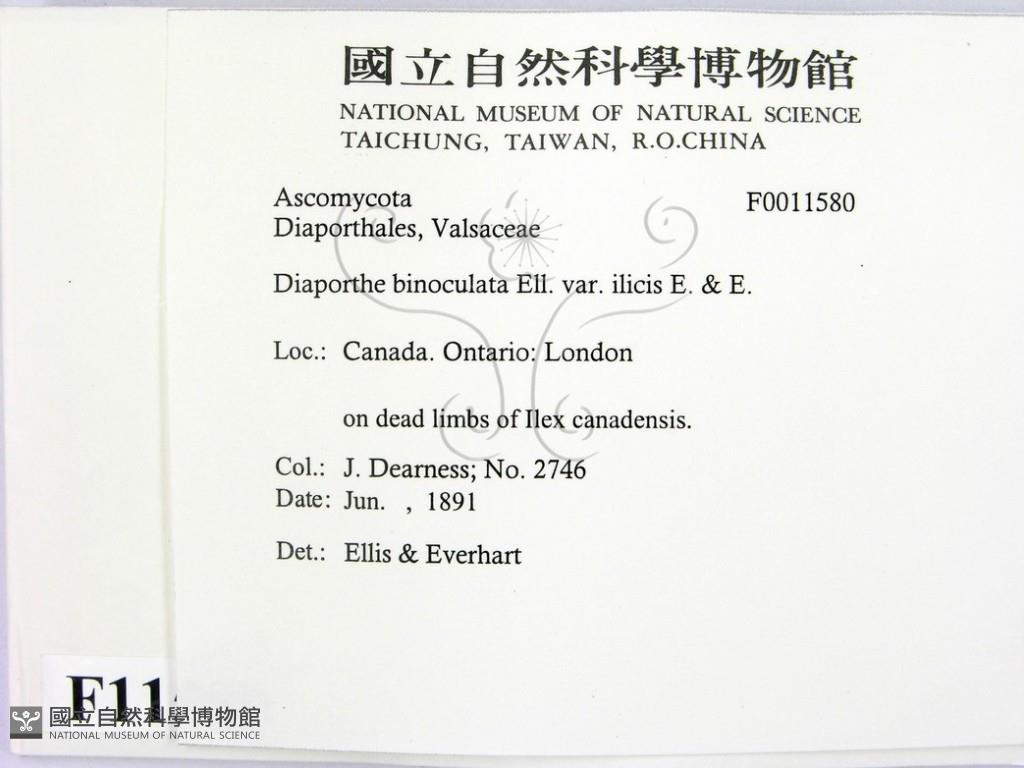 國立自然科學博物館
NATIONAL MUSEUM OF NATURAL SCIENCE
TAICHUNG, TAIWAN, R.O.CHINA
Ascomycota F0011580
Diaporthales, Valsaceae
Diaporthe binoculata Ell. var. ilicis E. & E.
Loc.: Canada. Ontario: London
on dead limbs of Ilex canadensis.
Col.: J. Dearness; No. 2746
Date: Jun. , 1891
Det.: Ellis & Everhart
F11
國立自然科學博物館
NATIONAL MUSEUM OF NATURAL SCIENCE